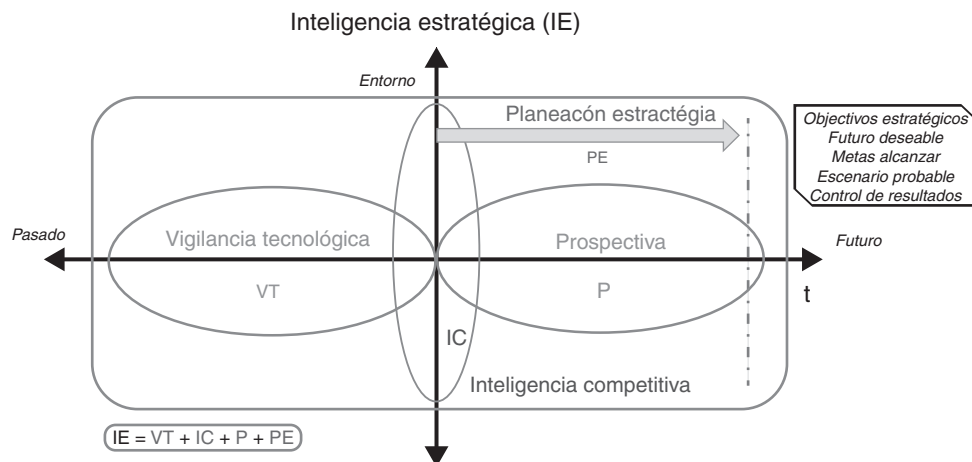 Inteligencia estratégica (IE)
Entorno
Planeacón estractégia
PE
Objectivos estratégicos
Futuro deseable
Metas alcanzar
Escenario probable
Control de resultados
Pasado
Vigilancia tecnológica
Prospectiva
Futuro
VT
P
t
IC
Inteligencia competitiva
IE = VT + IC + P + PE